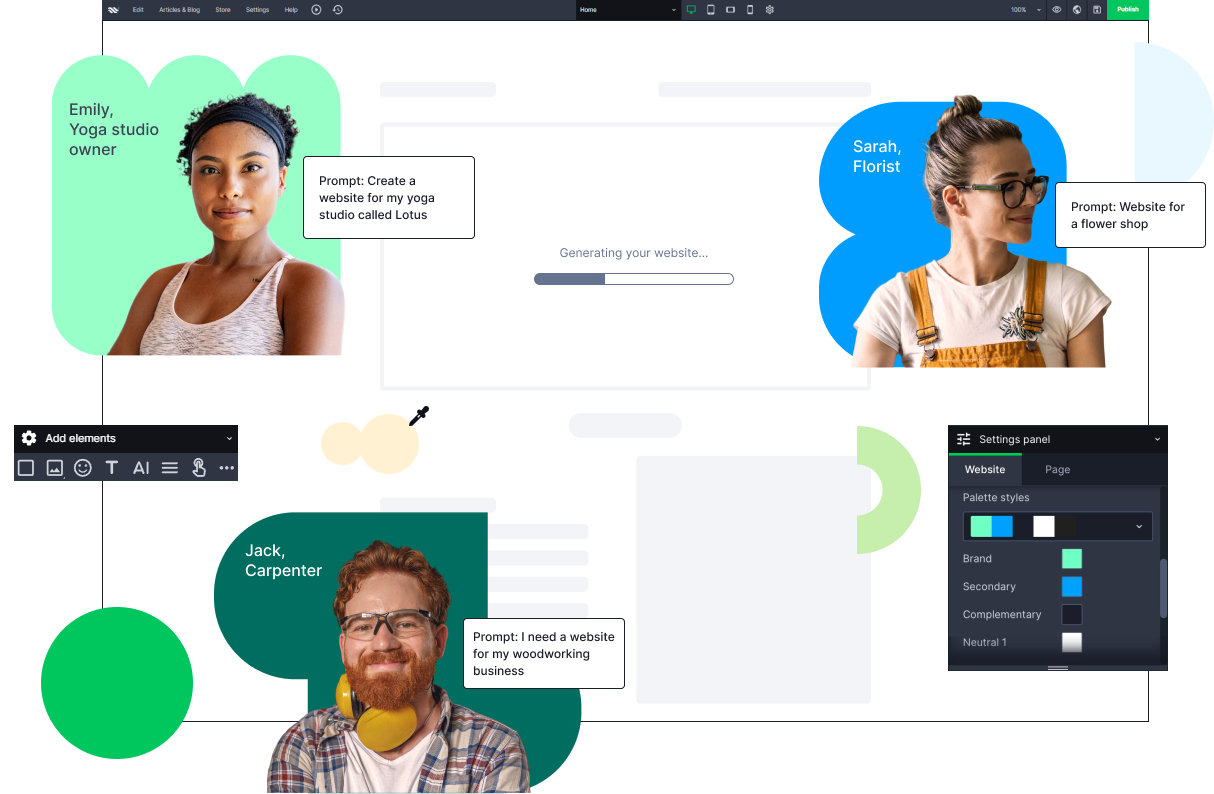 Edit
Articles & Blog
Store
Settings
Help
Home
100%
Publish
Emily,
Yoga studio
owner
Prompt: Create a
website for my yoga
studio called Lotus
Sarah,
Florist
Prompt: Website for
a flower shop
Generating your website...
Add elements
T
AI
Settings panel
Website
Page
Palette styles
Brand
Secondary
Complementary
Neutral 1
Jack,
Carpenter
Prompt: I need a website
for my woodworking
business